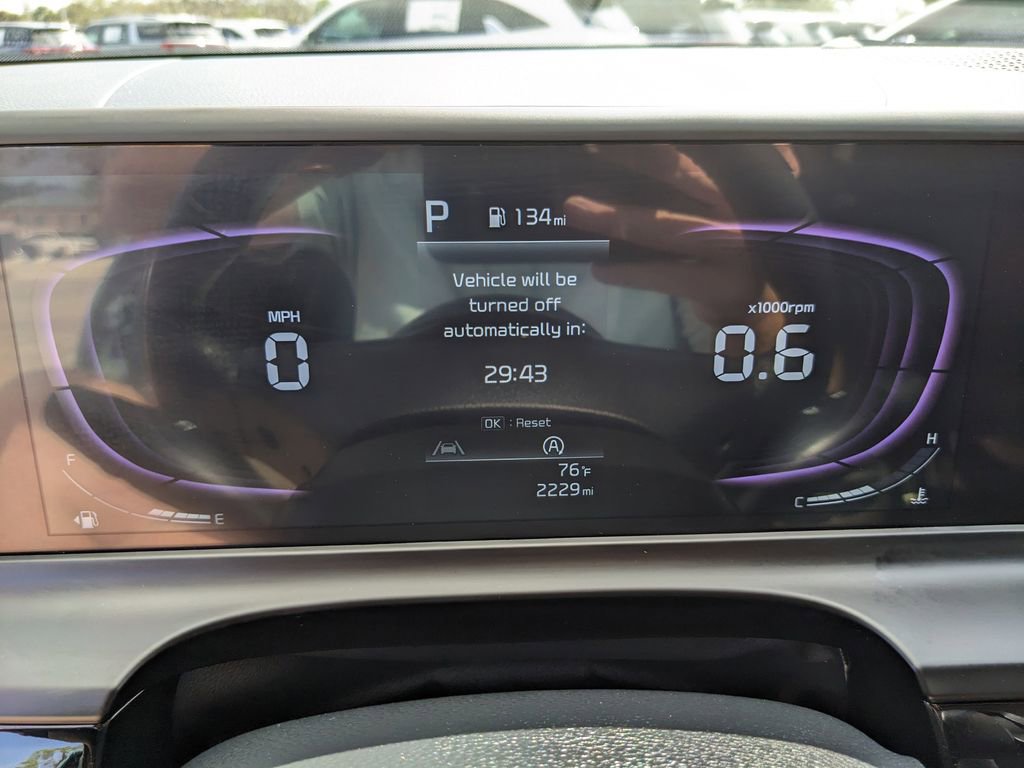 P 134mi
Vehicle will be
turned off
automatically in:
29:43
OK : Reset
MPH
0
x1000rpm
0.6
A
76°F
2229mi
F
E
H
C